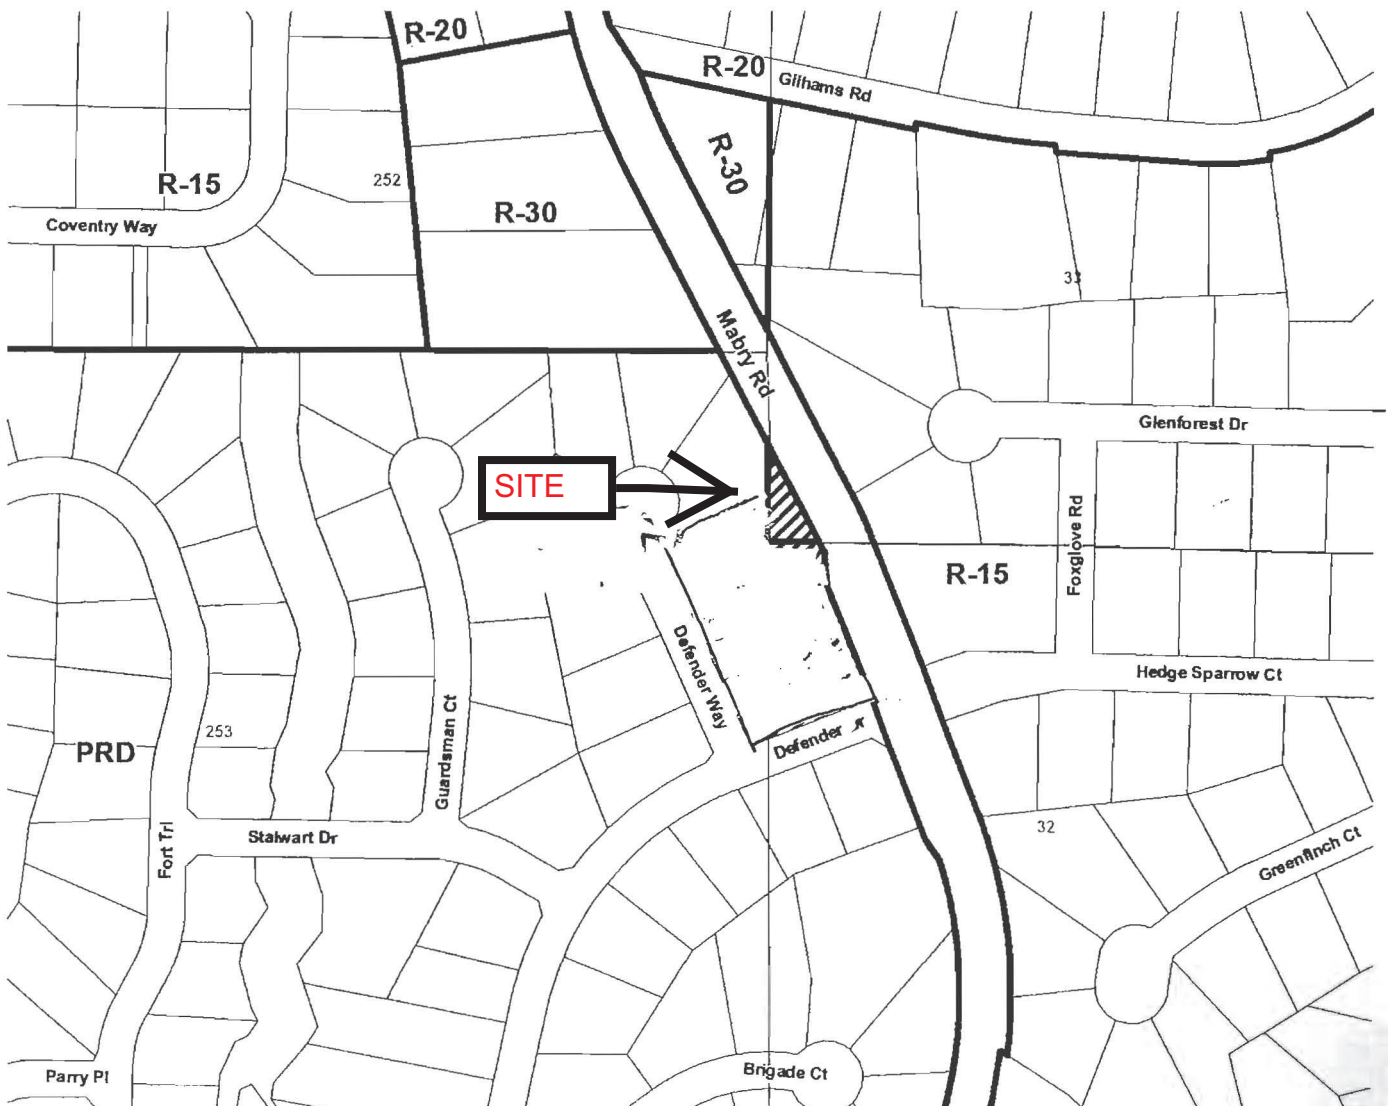 R-20
R-20
Gilhams Rd
R-30
R-15
252
R-30
Coventry Way
33
Mabry Rd
Glenforest Dr
SITE
Foxglove Rd
R-15
Defender Way
Hedge Sparrow Ct
Guardsman Ct
253
PRD
Defender
Stalwart Dr
Fort Trl
32
Greenfinch Ct
Brigade Ct
Parry Pl